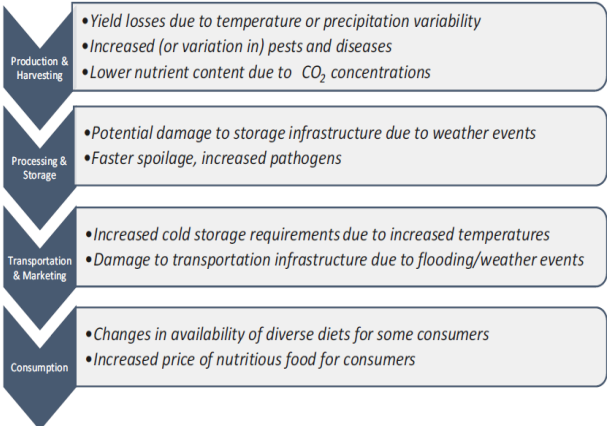 Production &
Harvesting
•Yield losses due to temperature or precipitation variability
•Increased (or variation in) pests and diseases
•Lower nutrient content due to CO2 concentrations
Processing &
Storage
•Potential damage to storage infrastructure due to weather events
•Faster spoilage, increased pathogens
Transportation
& Marketing
•Increased cold storage requirements due to increased temperatures
•Damage to transportation infrastructure due to flooding/weather events
Consumption
•Changes in availability of diverse diets for some consumers
•Increased price of nutritious food for consumers